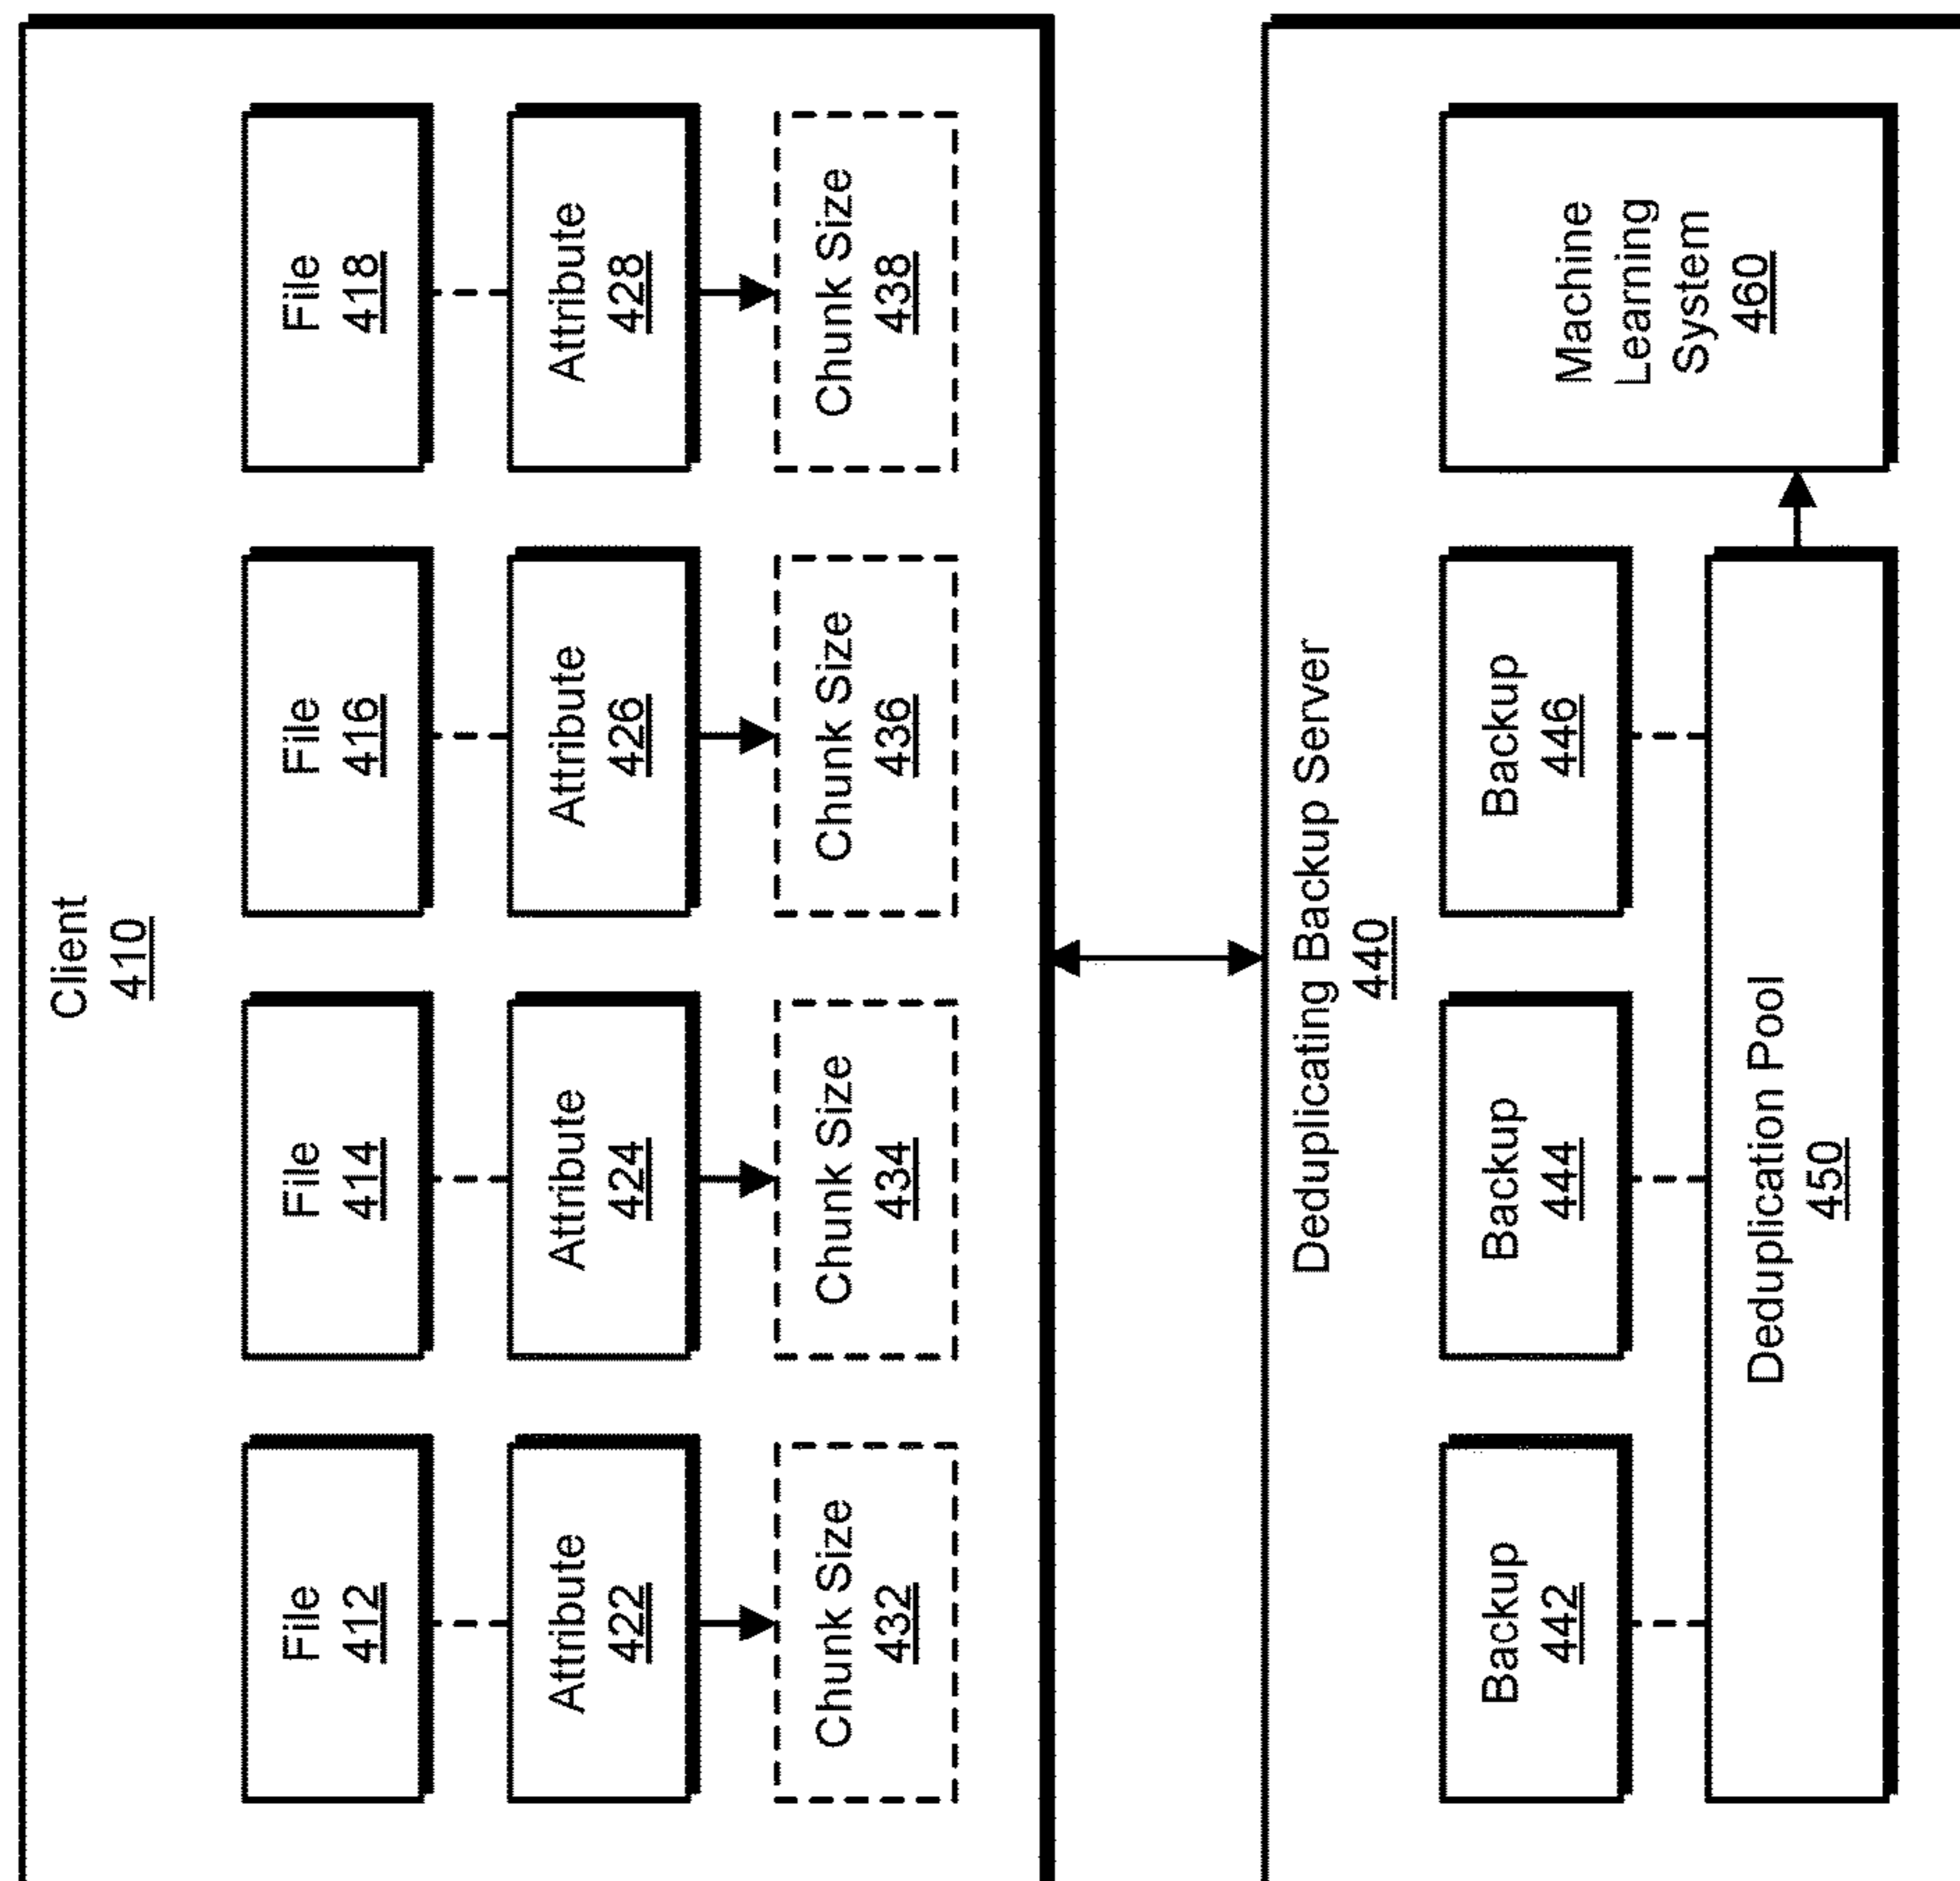 Client
410
File
412
File
414
File
416
File
418
Attribute
422
Attribute
424
Attribute
426
Attribute
428
Chunk Size
432
Chunk Size
434
Chunk Size
436
Chunk Size
438
Deduplicating Backup Server
440
Backup
442
Backup
444
Backup
446
Machine
Learning
System
460
Deduplication Pool
450